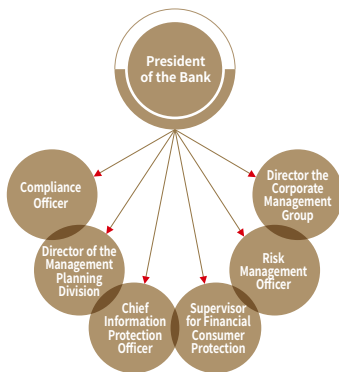 President
of the Bank
Compliance
Officer
Director of the
Management
Planning
Division
Chief
Information
Protection
Officer
Supervisor
for Financial
Consumer
Protection
Risk
Management
Officer
Director the
Corporate
Management
Group